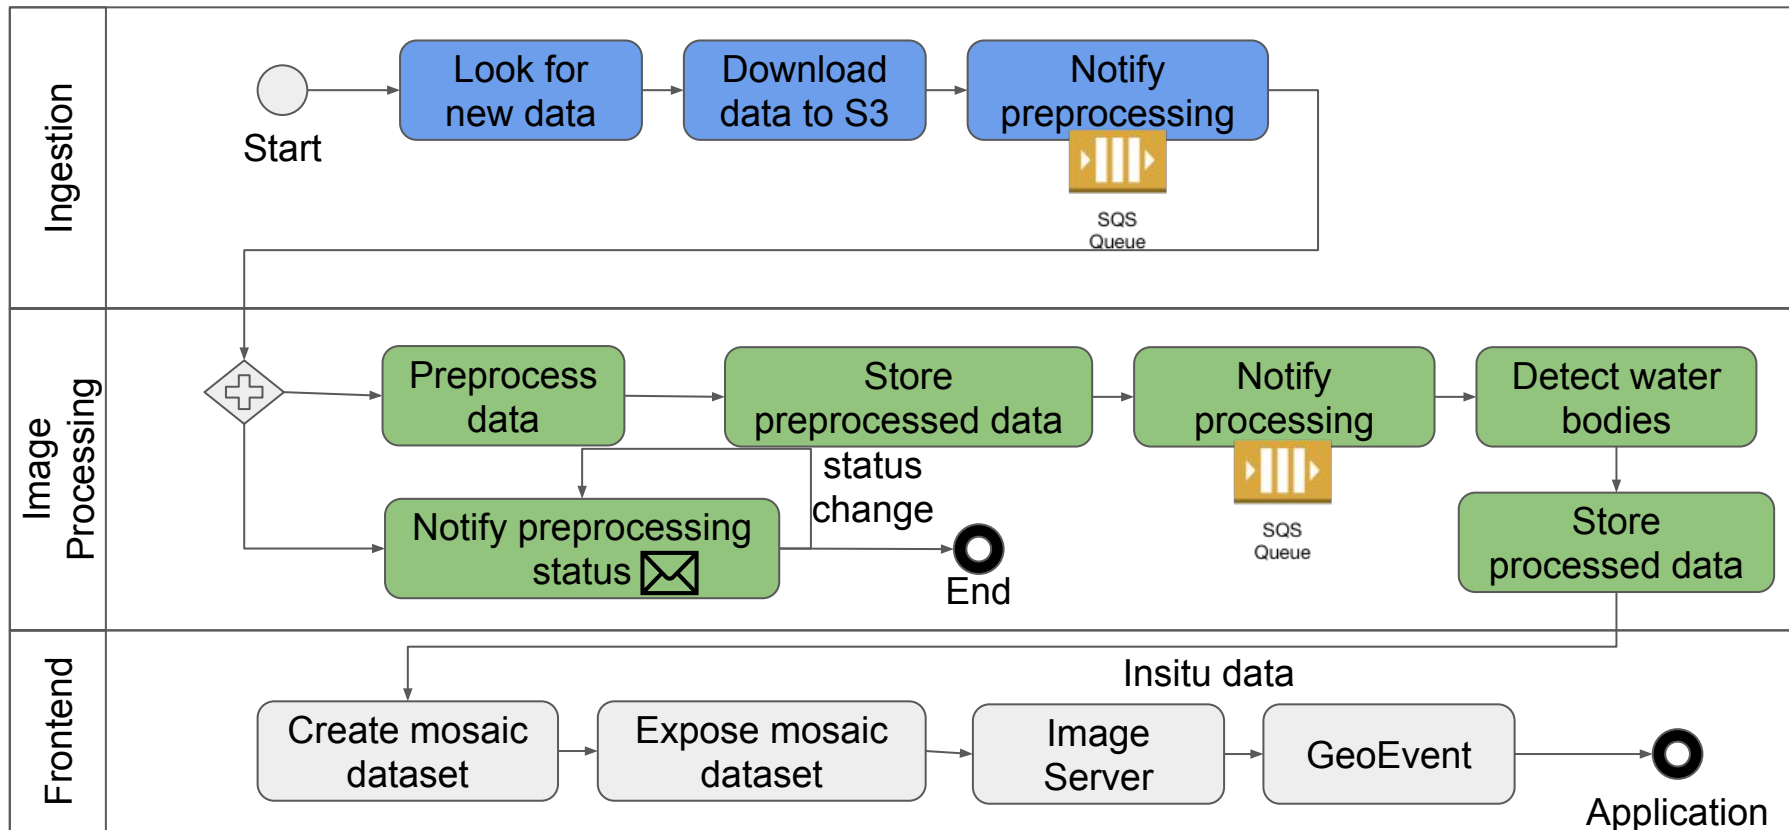 Ingestion
Start
Look for
new data
Download
data to S3
Notify
preprocessing
SQS
Queue
Image
Processing
Preprocess
data
Store
preprocessed data
Notify
processing
SQS
Queue
Detect water
bodies
status
change
Notify preprocessing
status
End
Store
processed data
Frontend
Insitu data
Create mosaic
dataset
Expose mosaic
dataset
Image
Server
GeoEvent
Application